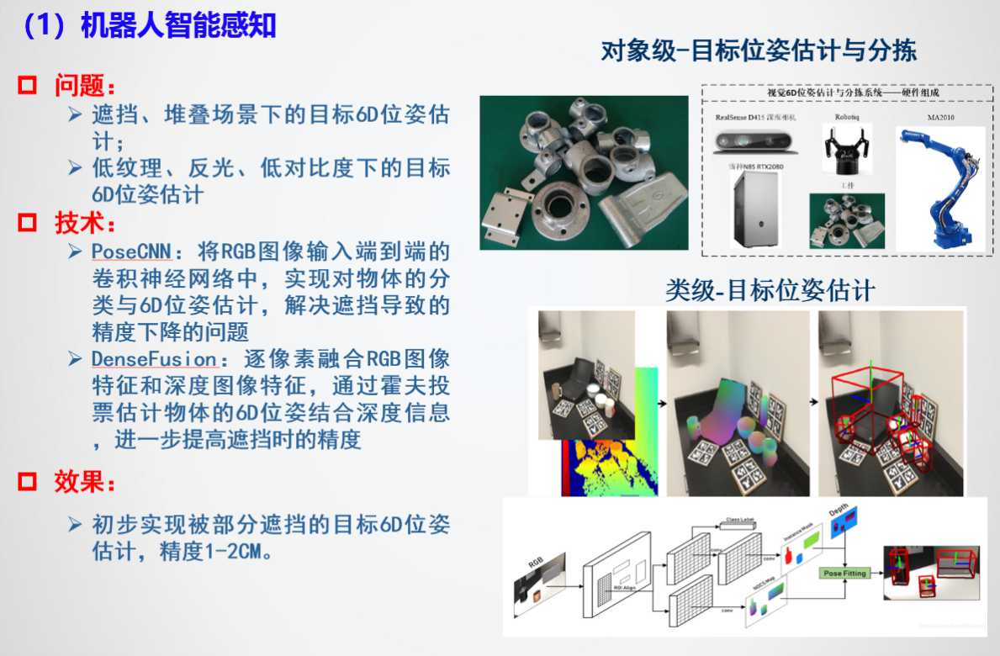 （1）机器人智能感知
问题：
遮挡、堆叠场景下的目标6D位姿估
计；
低纹理、反光、低对比度下的目标
6D位姿估计
技术：
PoseCNN：将RGB图像输入端到端的
卷积神经网络中，实现对物体的分
类与6D位姿估计，解决遮挡导致的
精度下降的问题
DenseFusion：逐像素融合RGB图像
特征和深度图像特征，通过霍夫投
票估计物体的6D位姿结合深度信息
，进一步提高遮挡时的精度
效果：
初步实现被部分遮挡的目标6D位姿
估计，精度1-2CM。
对象级-目标位姿估计与分拣
视觉6D位姿估计与分拣系统——硬件组成
RealSense D415 深度相机
Robotiq
MA2010
雷神N85 RTX2080
工件
类级-目标位姿估计
RGB
ROI Align
Class Label
conv
conv
conv
Instance Mask
NOCS Map
Depth
Pose Fitting